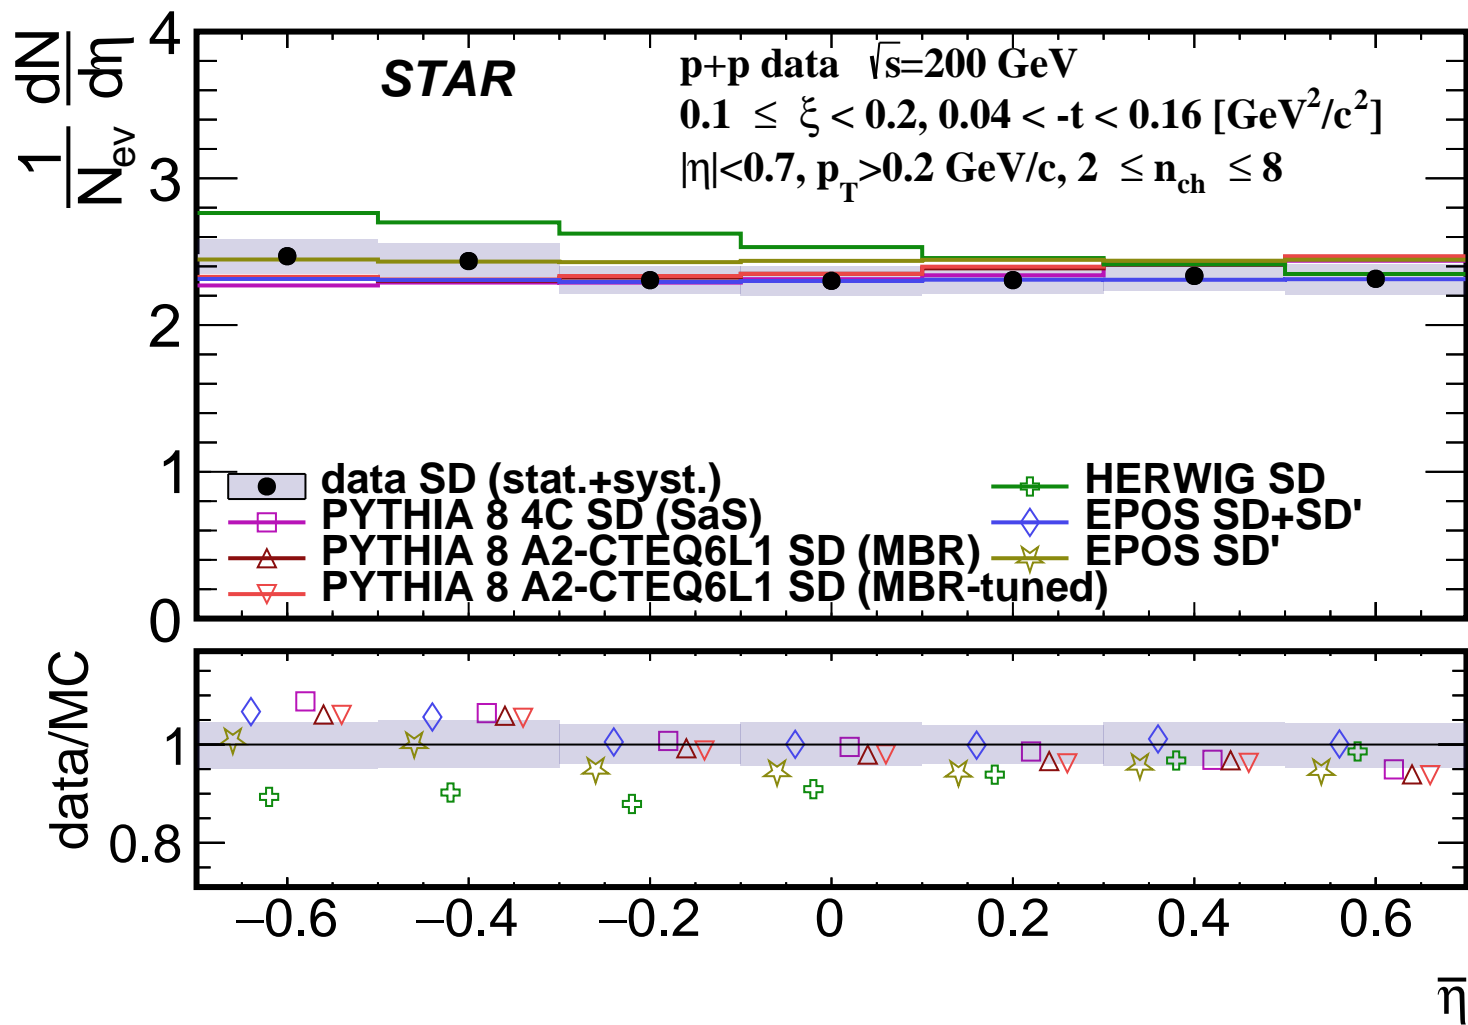 1/N_ev dN/dη
4
3
2
1
0
STAR
p+p data √s=200 GeV
0.1 ≤ ξ < 0.2, 0.04 < -t < 0.16 [GeV²/c²]
|η|<0.7, p_T>0.2 GeV/c, 2 ≤ n_ch ≤ 8
data SD (stat.+syst.)
PYTHIA 8 4C SD (SaS)
PYTHIA 8 A2-CTEQ6L1 SD (MBR)
PYTHIA 8 A2-CTEQ6L1 SD (MBR-tuned)
HERWIG SD
EPOS SD+SD'
EPOS SD'
data/MC
1
0.8
−0.6 −0.4 −0.2 0 0.2 0.4 0.6
η̅